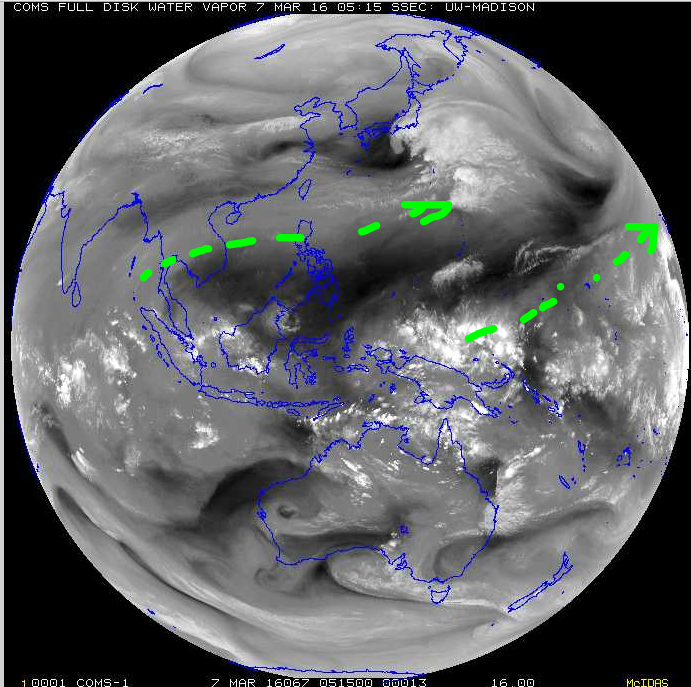 COMS FULL DISK WATER VAPOR 7 MAR 16 05:15 SSEC: UW-MADISON
10001 COMS-1 7 MAR 16067 051500 00013 16.00 McIDAS